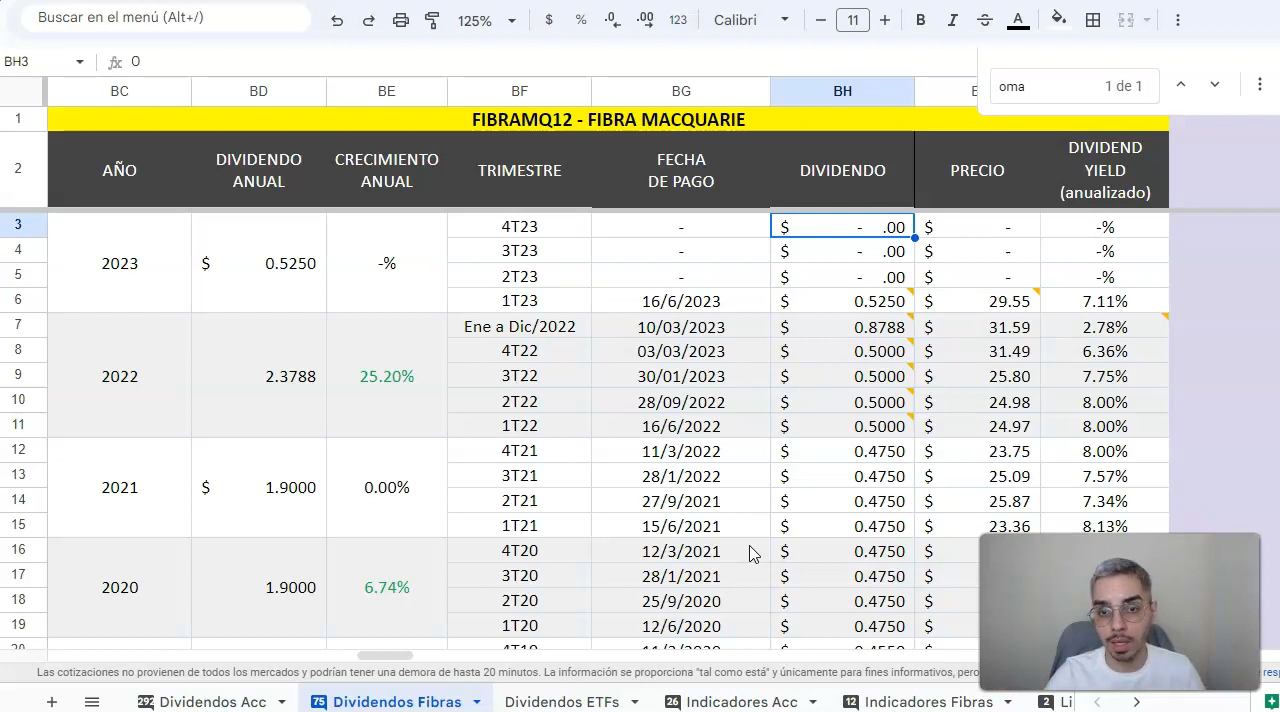 Buscar en el menú (Alt+/)
125%
$ % .0 .00 123
Calibri
11
B I A
BH3
fx O
oma 1 de 1
BC BD BE BF BG BH
1 FIBRAMQ12 - FIBRA MACQUARIE
2 AÑO DIVIDENDO ANUAL CRECIMIENTO ANUAL TRIMESTRE FECHA DE PAGO DIVIDENDO PRECIO DIVIDEND YIELD (anualizado)
3 4T23 - $ - .00 $ - -%
4 2023 $ 0.5250 -% 3T23 - $ - .00 $ - -%
5 2T23 - $ - .00 $ - -%
6 1T23 16/6/2023 $ 0.5250 $ 29.55 7.11%
7 Ene a Dic/2022 10/03/2023 $ 0.8788 $ 31.59 2.78%
8 4T22 03/03/2023 $ 0.5000 $ 31.49 6.36%
9 2022 2.3788 25.20% 3T22 30/01/2023 $ 0.5000 $ 25.80 7.75%
10 2T22 28/09/2022 $ 0.5000 $ 24.98 8.00%
11 1T22 16/6/2022 $ 0.5000 $ 24.97 8.00%
12 4T21 11/3/2022 $ 0.4750 $ 23.75 8.00%
13 2021 $ 1.9000 0.00% 3T21 28/1/2022 $ 0.4750 $ 25.09 7.57%
14 2T21 27/9/2021 $ 0.4750 $ 25.87 7.34%
15 1T21 15/6/2021 $ 0.4750 $ 23.36 8.13%
16 4T20 12/3/2021 $ 0.4750 $
17 2020 1.9000 6.74% 3T20 28/1/2021 $ 0.4750 $
18 2T20 25/9/2020 $ 0.4750 $
19 1T20 12/6/2020 $ 0.4750 $
Las cotizaciones no provienen de todos los mercados y podrían tener una demora de hasta 20 minutos. La información se proporciona "tal como está" y únicamente para fines informativos,
292 Dividendos Acc 75 Dividendos Fibras Dividendos ETFs 26 Indicadores Acc 12 Indicadores Fibras 2 Li